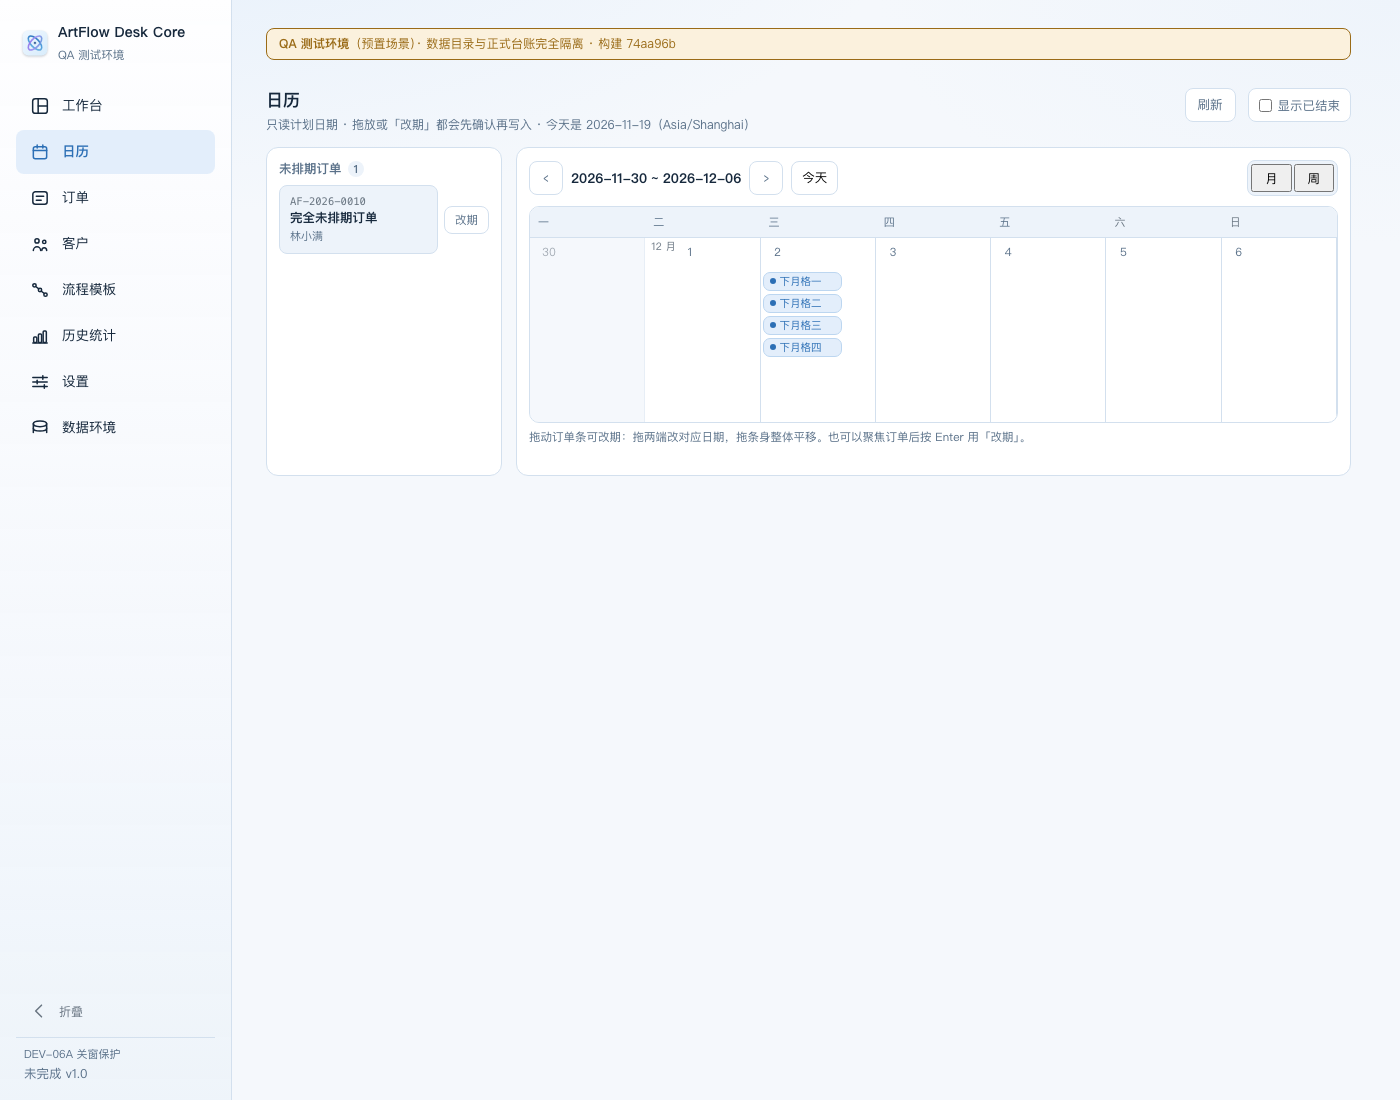 ArtFlow Desk Core
QA 测试环境
工作台
日历
订单
客户
流程模板
历史统计
设置
数据环境
折叠
DEV-06A 关窗保护
未完成 v1.0
QA 测试环境（预置场景）· 数据目录与正式台账完全隔离 · 构建 74aa96b
日历
只读计划日期 · 拖放或「改期」都会先确认再写入 · 今天是 2026-11-19（Asia/Shanghai）
刷新
显示已结束
未排期订单 1
AF-2026-0010
完全未排期订单
林小满
改期
‹ 2026-11-30 ~ 2026-12-06 › 今天
月 周
一 二 三 四 五 六 日
30 12 月 1 2 3 4 5 6
下月格一
下月格二
下月格三
下月格四
拖动订单条可改期：拖两端改对应日期，拖条身整体平移。也可以聚焦订单后按 Enter 用「改期」。